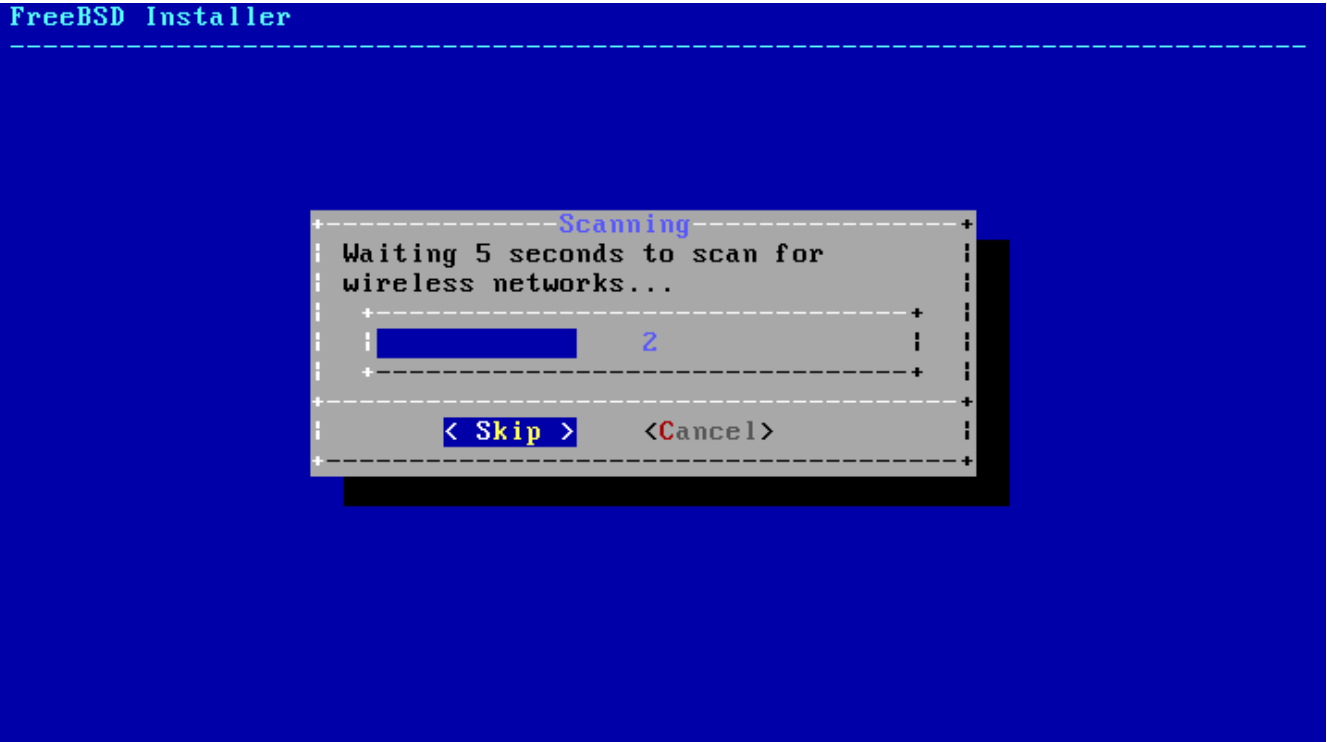 FreeBSD Installer
Scanning
Waiting 5 seconds to scan for
wireless networks...
2
< Skip > <Cancel>